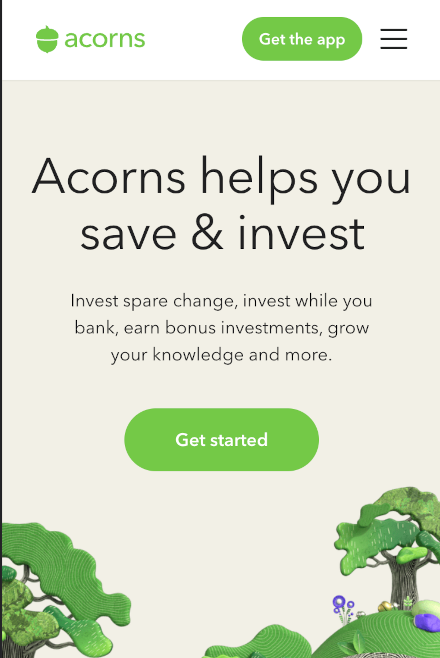 acorns
Get the app
Acorns helps you
save & invest
Invest spare change, invest while you
bank, earn bonus investments, grow
your knowledge and more.
Get started